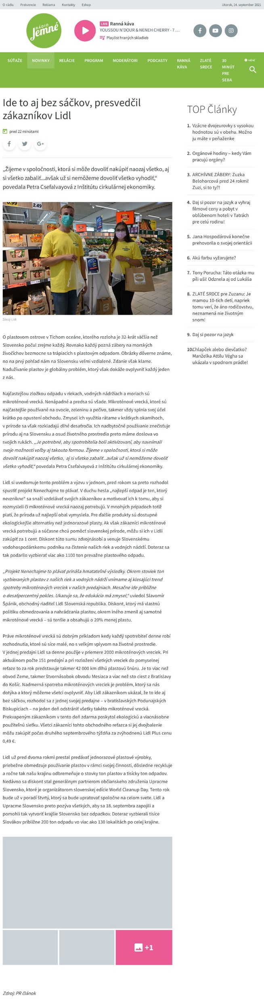 O rádiu Frekvencie Reklama Kontakty Eshop Utorok, 14. september 2021
RÁDIO
Jemné
LIVE Ranná káva
YOUSSOU N'DOUR & NENEH CHERRY - 7 ...
Playlist hraných skladieb
SÚŤAŽE NOVINKY RELÁCIE PROGRAM MODERÁTORI PODCASTY RANNÁ
KÁVA ZLATÉ
SRDCE 30
MINÚT
PRE
SEBA
Ide to aj bez sáčkov, presvedčil
zákazníkov Lidl
pred 22 minútami
„Žijeme v spoločnosti, ktorá si môže dovoliť nakúpiť naozaj všetko, aj
si všetko zabaliť...avšak už si nemôžeme dovoliť všetko vyhodiť,“
povedala Petra Csefalvayová z Inštitútu cirkulárnej ekonomiky.
0.99
2.49
BIO
LIDL
Zdroj: Lidl
O plastovom ostrove v Tichom oceáne, ktorého rozloha je 32-krát väčšia než
Slovensko počul zrejme každý. Rovnako každý pozná zábery na morských
živočíchov bezmocne sa trápiacich s plastovým odpadom. Obrázky dôverne známe,
no na prvý pohľad nám na Slovensku veľmi vzdialené. Zdanie však klame.
Nadužívanie plastov je globálny problém, ktorý však dokáže ovplyvniť každý jeden
z nás.
Najčastejšou zložkou odpadu v riekach, vodných nádržiach a moriach sú
mikroténové vrecká. Nenápadné a predsa sú všade. Mikroténové vrecká, ktoré sú
najčastejšie používané na ovocie, zeleninu a pečivo, takmer vždy splnia svoj účel
krátko po opustení obchodu. Zmysel ich využitia rátame v krátkych okamihoch,
v prírode sa však rozkladajú dlhé desaťročia. Ich nadbytočné používanie znečisťuje
prírodu aj na Slovensku a osud životného prostredia preto máme doslova vo
svojich rukách. „Je potrebné, aby spotrebitelia boli aktivizovaní, aby navnímali
svoje možnosti voľby aj takouto formou. Žijeme v spoločnosti, ktorá si môže
dovoliť nakúpiť naozaj všetko, aj si všetko zabaliť...avšak už si nemôžeme dovoliť
všetko vyhodiť,“ povedala Petra Csefalvayová z Inštitútu cirkulárnej ekonomiky.
Lidl si uvedomuje tento problém a výzvu v jednom, pred rokom sa preto rozhodol
spustiť projekt Nenechajme to plávať. V duchu hesla „najlepší odpad je ten, ktorý
nevznikne“ sa snaží vzdelávať svojich zákazníkov a motivovať ich k tomu, aby si
rozmysleli či mikroténové vrecká naozaj potrebujú. V mnohých prípadoch totiž
platí, že príroda už najlepší obal vymyslela. Pre ďalšie produkty sú dostupné
ekologickejšie alternatívy než jednorazové plasty. Ak však zákazníci mikroténové
vrecká potrebujú a súčasne chcú pomôcť slovenskej prírode, môžu si ich v Lidli
zakúpiť za 1 cent. Diskont túto sumu zdvojnásobí a venuje Slovenskému
vodohospodárskemu podniku na čistenie našich riek a vodných nádrží. Doteraz sa
tak podarilo vyzbierať viac ako 1100 ton prevažne plastového odpadu.
„Projekt Nenechajme to plávať prináša hmatateľné výsledky. Okrem stoviek ton
vyzbieraných plastov z našich riek a vodných nádrží vnímame aj klesajúci trend
spotreby mikroténových vreciek v našich predajniach. Mesačne ide približne
o desaťpercentný pokles. Ukazuje sa, že edukácia má zmysel,“ uviedol Slavomír
Špánik, obchodný riaditeľ Lidl Slovenská republika. Diskont, ktorý má vlastnú
politiku obmedzovania a nahrádzania plastov, okrem iného zmenil aj samotné
mikroténové vrecká – sú tenšie a obsahujú o 20% menej plastu.
Práve mikroténové vrecká sú dobrým príkladom kedy každý spotrebiteľ denne robí
rozhodnutia, ktoré sú síce malé, no s veľkým vplyvom na životné prostredie.
V jednej predajni Lidl sa denne použije v priemere 2000 mikroténových vreciek. Pri
aktuálnom počte 151 predajní a pri rozložení všetkých vreciek do pomyselnej
reťaze to za rok predstavuje takmer 42 000 km dlhú plastovú šnúru. Je to viac než
obvod Zeme, takmer štvornásobok obvodu Mesiaca a viac než sto ciest z Bratislavy
do Košíc. Nadmerná spotreba mikroténových vreciek je problém, ktorý sa nás
dotýka a ktorý môžeme všetci ovplyvniť. Aby Lidl zákazníkom ukázal, že to ide aj
bez sáčkov, rozhodol sa z jednej svojej predajne – v bratislavských Podunajských
Biskupiciach – na jeden deň odstrániť všetky takéto mikroténové vrecká.
Prekvapeným zákazníkom v tento deň zdarma poskytol ekologickú a viacnásobne
použiteľnú sieťku. Všetci zákazníci tohto obchodného reťazca si jej dvojbalenie
môžu zakúpiť počas druhého septembrového týždňa za zvýhodnenú Lidl Plus cenu
0,49 €.
Lidl už pred dvoma rokmi prestal predávať jednorazové plastové výrobky,
priebežne obmedzuje používanie plastov v rámci svojej činnosti, dôsledne recykluje
a ročne tak našu krajinu odbremeňuje o stovky ton plastov a tisícky ton odpadov.
Nedávno sa diskont stal generálnym partnerom občianskeho združenia Upracme
Slovensko, ktoré je organizátorom slovenskej edície World Cleanup Day. Tento rok
bude už v poradí štvrtý, ktorý sa bude upratovať spoločne na celom svete. Lidl a
Upracme Slovensko preto pozýva všetkých, aby sa 18. septembra zapojili a
pomohli tak vytvoriť krajšie Slovensko bez odpadkov. Doteraz vyzbierali tisíce
Slovákov približne 200 ton odpadu vo viac ako 130 lokalitách po celej krajine.
+1
Zdroj: PR článok
TOP Články
1. Vzácne dvojeurovky s vysokou
hodnotou sú v obehu. Možno
ju máte v peňaženke
2. Orgánové hodiny – kedy Vám
pracujú orgány?
3. ARCHÍVNE ZÁBERY: Zuzka
Belohorcová pred 24 rokmi!
Zuzi, si to ty?!
4. Daj si pozor na jazyk a vyhraj
filmové ceny a pobyt v
obľúbenom hoteli v Tatrách
pre celú rodinu!
5. Jana Hospodárová konečne
prehovorila o svojej orientácii
6. Akú farbu vyžarujete?
7. Tony Porucha: Táto otázka mu
píli uši! Odznela aj od Lukáša
8. ZLATÉ SRDCE pre Zuzanu: Je
mamou 10-tich detí, napriek
tomu verí, že áno rodičovstvu,
neznamená nie životným
snom!
9. Daj si pozor na jazyk
10. Chlapček alebo dievčatko?
Manželka Attilu Végha sa
ukázala v spodnom prádle!